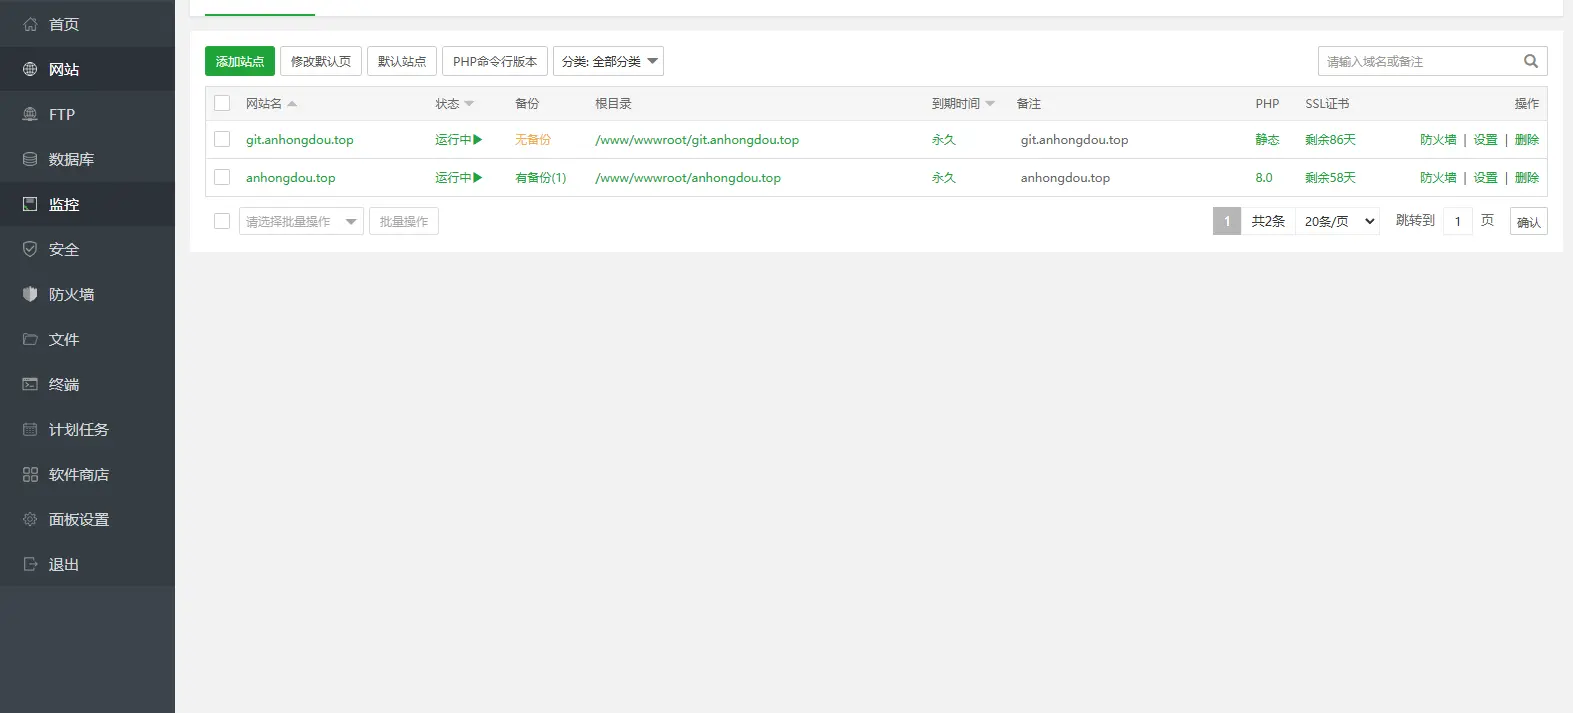 首页
网站
FTP
数据库
监控
安全
防火墙
文件
终端
计划任务
软件商店
面板设置
退出
添加站点 修改默认页 默认站点 PHP命令行版本 分类: 全部分类 请输入域名或备注
网站名 状态 备份 根目录 到期时间 备注 PHP SSL证书 操作
git.anhongdou.top 运行中 无备份 /www/wwwroot/git.anhongdou.top 永久 git.anhongdou.top 静态 剩余86天 防火墙 | 设置 | 删除
anhongdou.top 运行中 有备份(1) /www/wwwroot/anhongdou.top 永久 anhongdou.top 8.0 剩余58天 防火墙 | 设置 | 删除
请选择批量操作 批量操作 1 共2条 20条/页 跳转到 1 页 确认